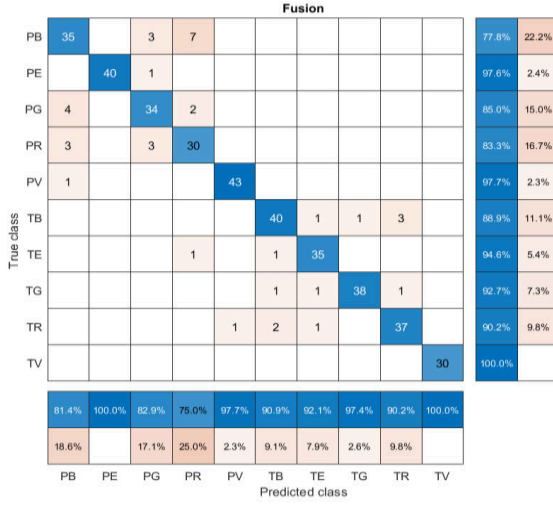 Fusion
PB 35 3 7 77.8% 22.2%
PE 40 1 97.6% 2.4%
PG 4 34 2 85.0% 15.0%
PR 3 3 30 83.3% 16.7%
PV 1 43 97.7% 2.3%
TB 40 1 1 3 88.9% 11.1%
TE 1 1 35 94.6% 5.4%
TG 1 1 38 1 92.7% 7.3%
TR 1 2 1 37 90.2% 9.8%
TV 30 100.0%
True class
81.4% 100.0% 82.9% 75.0% 97.7% 90.9% 92.1% 97.4% 90.2% 100.0%
18.6% 17.1% 25.0% 2.3% 9.1% 7.9% 2.6% 9.8%
PB PE PG PR PV TB TE TG TR TV
Predicted class